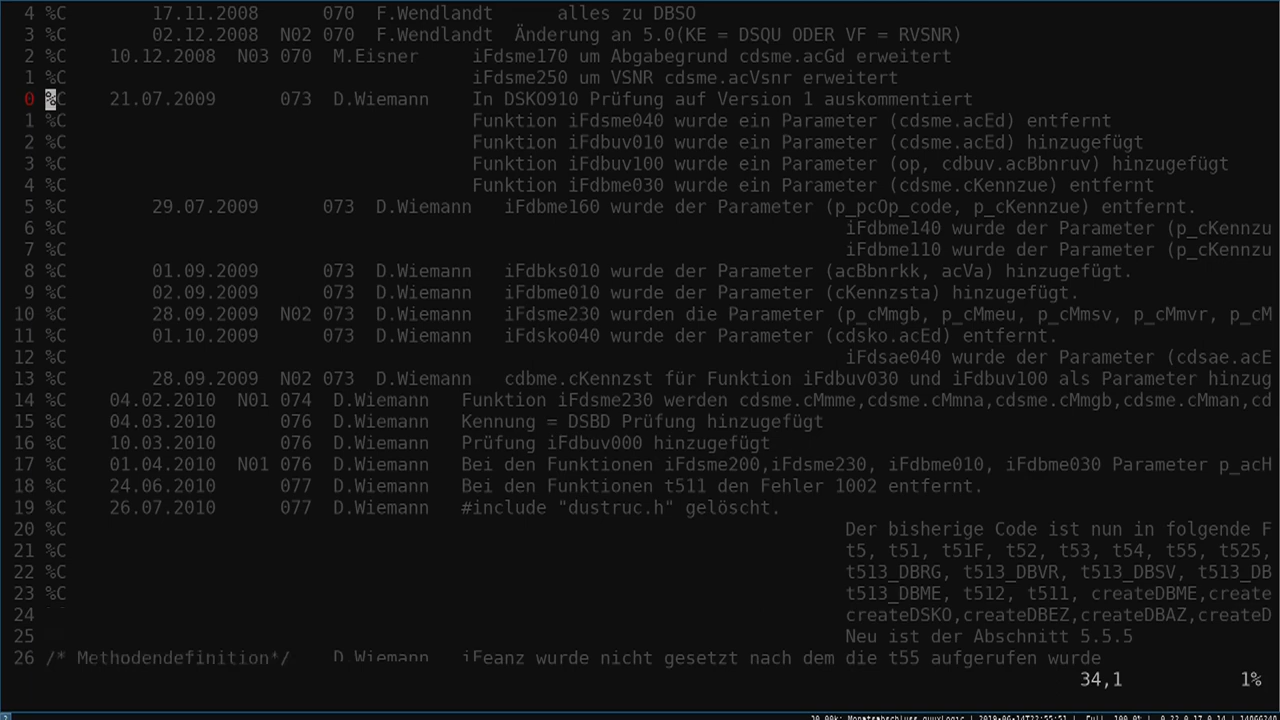 4 %C        17.11.2008      070  F.Wendlandt      alles zu DBSO
3 %C        02.12.2008  N02 070  F.Wendlandt  Änderung an 5.0(KE = DSQU ODER VF = RVSNR)
2 %C    10.12.2008  N03 070  M.Eisner     iFdsme170 um Abgabegrund cdsme.acGd erweitert
1 %C                                      iFdsme250 um VSNR cdsme.acVsnr erweitert
0 %C    21.07.2009      073  D.Wiemann    In DSKO910 Prüfung auf Version 1 auskommentiert
1 %C                                      Funktion iFdsme040 wurde ein Parameter (cdsme.acEd) entfernt
2 %C                                      Funktion iFdbuv010 wurde ein Parameter (cdsme.acEd) hinzugefügt
3 %C                                      Funktion iFdbuv100 wurde ein Parameter (op, cdbuv.acBbnruv) hinzugefügt
4 %C                                      Funktion iFdbme030 wurde ein Parameter (cdsme.cKennzue) entfernt
5 %C        29.07.2009      073  D.Wiemann   iFdbme160 wurde der Parameter (p_pcOp_code, p_cKennzue) entfernt.
6 %C                                      iFdbme140 wurde der Parameter (p_cKennzu
7 %C                                      iFdbme110 wurde der Parameter (p_cKennzu
8 %C        01.09.2009      073  D.Wiemann   iFdbks010 wurde der Parameter (acBbnrkk, acVa) hinzugefügt.
9 %C        02.09.2009      073  D.Wiemann   iFdbme010 wurde der Parameter (cKennzsta) hinzugefügt.
10 %C        28.09.2009  N02 073  D.Wiemann   iFdsme230 wurden die Parameter (p_cMmgb, p_cMmeu, p_cMmsv, p_cMmvr, p_cM
11 %C        01.10.2009      073  D.Wiemann   iFdsko040 wurde der Parameter (cdsko.acEd) entfernt.
12 %C                                      iFdsae040 wurde der Parameter (cdsae.acE
13 %C        28.09.2009  N02 073  D.Wiemann   cdbme.cKennzst für Funktion iFdbuv030 und iFdbuv100 als Parameter hinzug
14 %C    04.02.2010  N01 074  D.Wiemann   Funktion iFdsme230 werden cdsme.cMmme,cdsme.cMmna,cdsme.cMmgb,cdsme.cMman,cd
15 %C    04.03.2010      076  D.Wiemann   Kennung = DSBD Prüfung hinzugefügt
16 %C    10.03.2010      076  D.Wiemann   Prüfung iFdbuv000 hinzugefügt
17 %C    01.04.2010  N01 076  D.Wiemann   Bei den Funktionen iFdsme200,iFdsme230, iFdbme010, iFdbme030 Parameter p_acH
18 %C    24.06.2010      077  D.Wiemann   Bei den Funktionen t511 den Fehler 1002 entfernt.
19 %C    26.07.2010      077  D.Wiemann   #include "dustruc.h" gelöscht.
20 %C                                      Der bisherige Code ist nun in folgende F
21 %C                                      t5, t51, t51F, t52, t53, t54, t55, t525,
22 %C                                      t513_DBRG, t513_DBVR, t513_DBSV, t513_DB
23 %C                                      t513_DBME, t512, t511, createDBME,create
24                                         createDSKO,createDBEZ,createDBAZ,createD
25                                         Neu ist der Abschnitt 5.5.5
26 /* Methodendefinition*/    D.Wiemann   iFeanz wurde nicht gesetzt nach dem die t55 aufgerufen wurde
34,1           1%